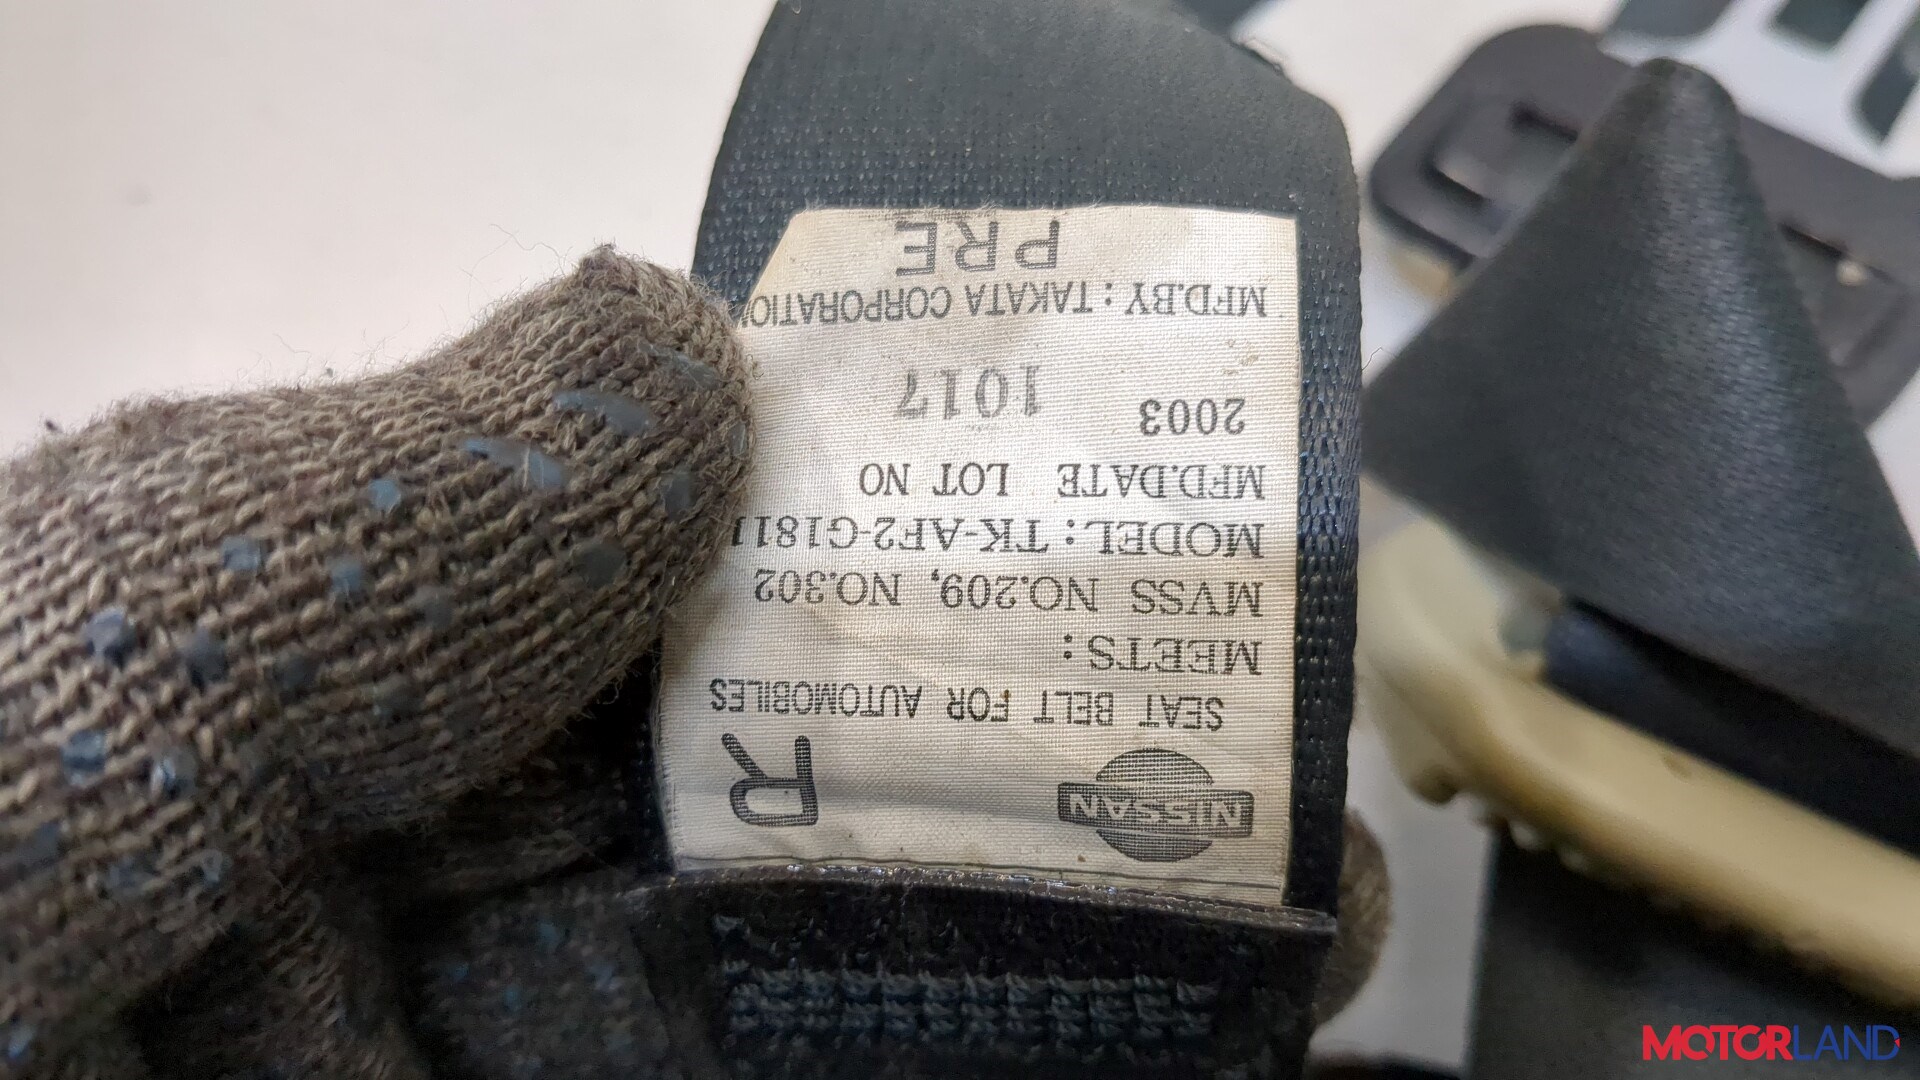 NISSAN R
SEAT BELT FOR AUTOMOBILES
MEETS :
MVSS NO.209, NO.302
MODEL : TK-AF2-G1811
MFD.DATE LOT NO
2003 1017
MFD.BY : TAKATA CORPORATION
PRE
MOTORLAND